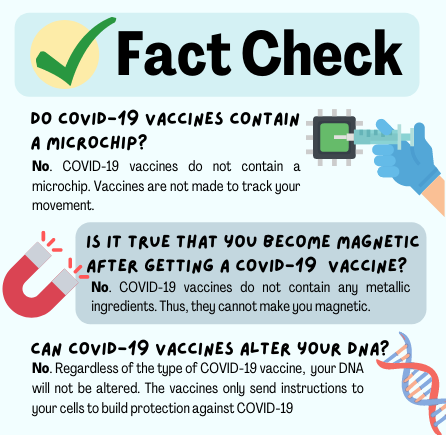 Fact Check
DO COVID-19 VACCINES CONTAIN
A MICROCHIP?
No. COVID-19 vaccines do not contain a
microchip. Vaccines are not made to track your
movement.
IS IT TRUE THAT YOU BECOME MAGNETIC
AFTER GETTING A COVID-19 VACCINE?
No. COVID-19 vaccines do not contain any metallic
ingredients. Thus, they cannot make you magnetic.
CAN COVID-19 VACCINES ALTER YOUR DNA?
No. Regardless of the type of COVID-19 vaccine, your DNA
will not be altered. The vaccines only send instructions to
your cells to build protection against COVID-19